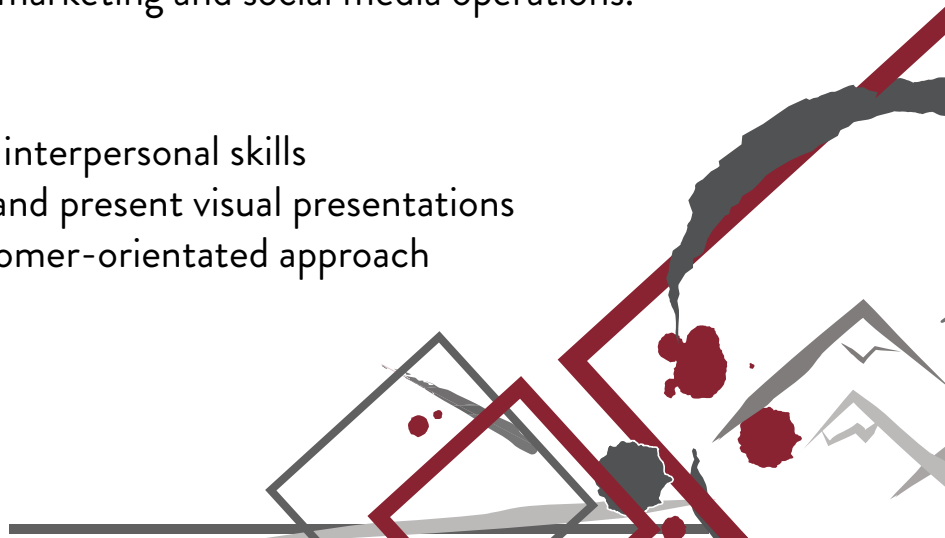 marketing and social media operations.
interpersonal skills
and present visual presentations
omer-orientated approach